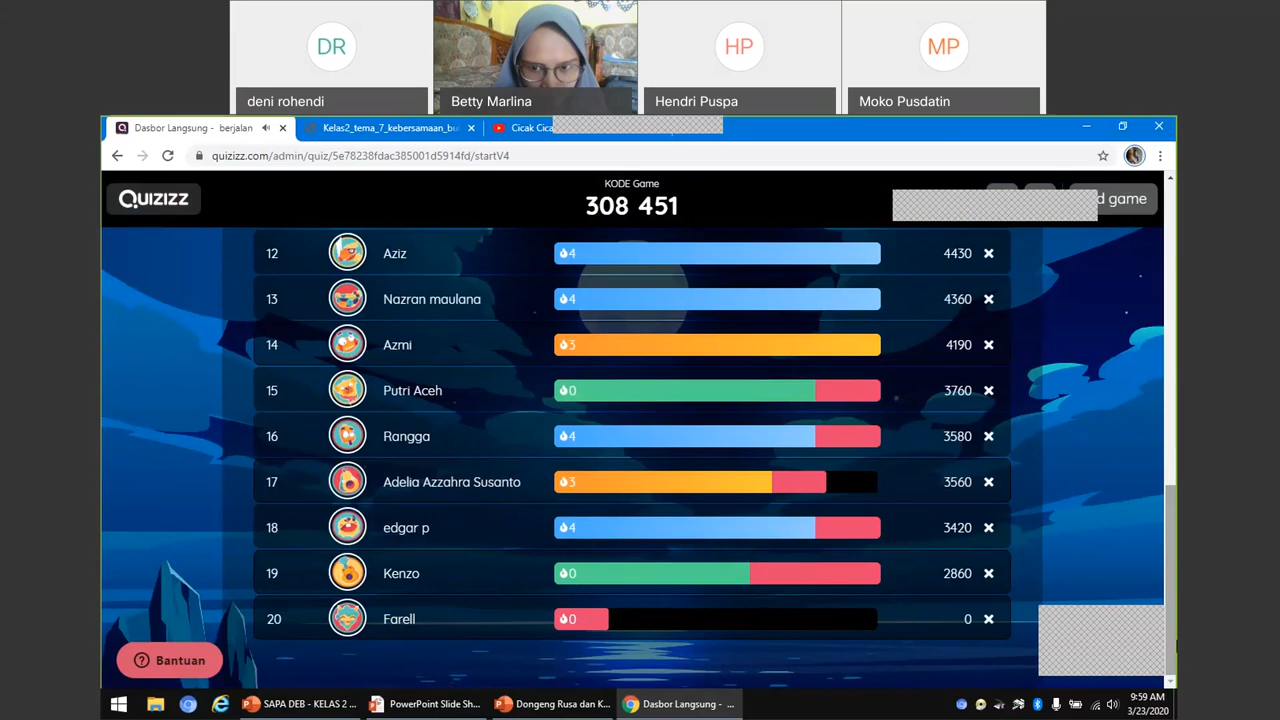 DR
HP
MP
deni rohendi
Betty Marlina
Hendri Puspa
Moko Pusdatin
Dasbor Langsung - berjalan
Kelas2_tema_7_kebersamaan_bu
Cicak Cica
quizizz.com/admin/quiz/5e78238fdac385001d5914fd/startV4
QUIZIZZ
KODE Game
308 451
d game
12 Aziz 4 4430
13 Nazran maulana 4 4360
14 Azmi 3 4190
15 Putri Aceh 0 3760
16 Rangga 4 3580
17 Adelia Azzahra Susanto 3 3560
18 edgar p 4 3420
19 Kenzo 0 2860
20 Farell 0 0
Bantuan
SAPA DEB - KELAS 2 ...
PowerPoint Slide Sh...
Dongeng Rusa dan K...
Dasbor Langsung - ...
9:59 AM
3/23/2020